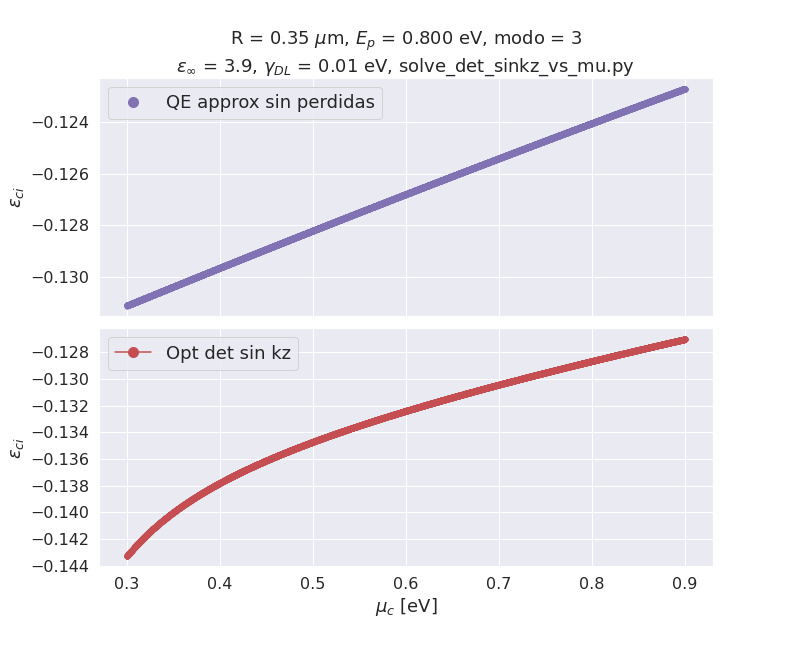 R = 0.35 μm, E_p = 0.800 eV, modo = 3
ε_∞ = 3.9, γ_DL = 0.01 eV, solve_det_sinkz_vs_mu.py
QE approx sin perdidas
−0.124
−0.126
−0.128
−0.130
ε_ci
Opt det sin kz
−0.128
−0.130
−0.132
−0.134
−0.136
−0.138
−0.140
−0.142
−0.144
ε_ci
0.3 0.4 0.5 0.6 0.7 0.8 0.9
μ_c [eV]